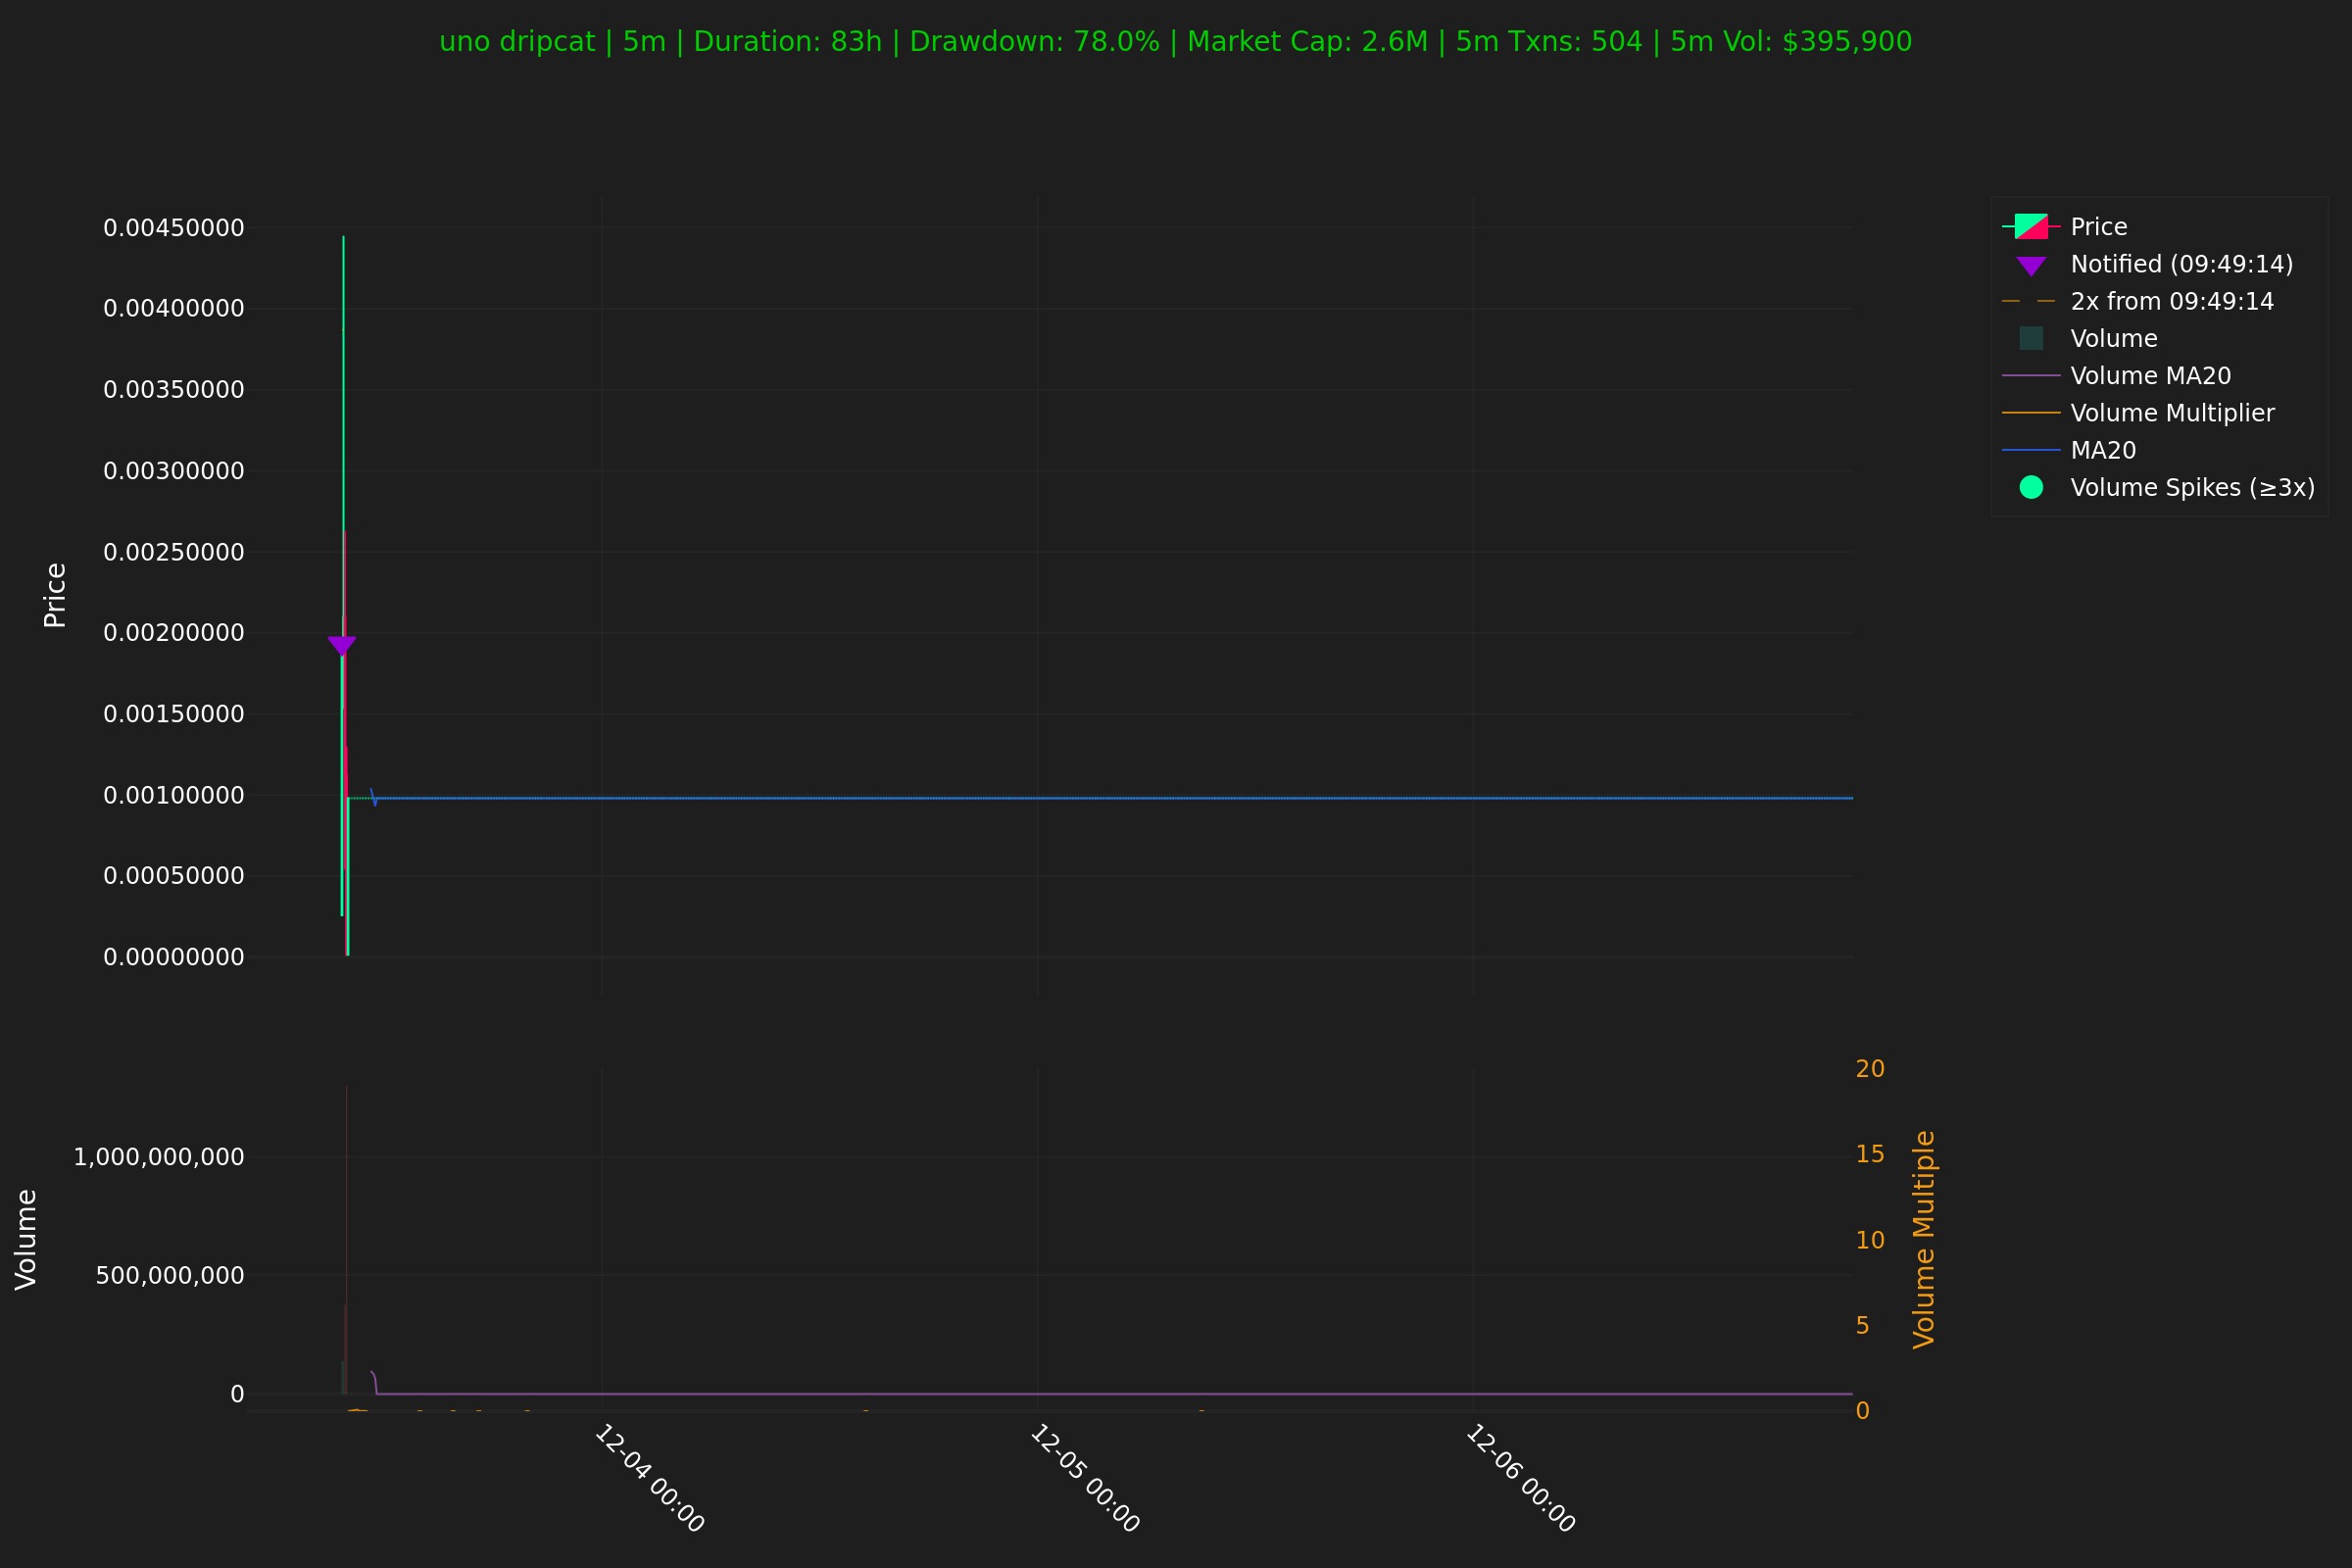 uno dripcat | 5m | Duration: 83h | Drawdown: 78.0% | Market Cap: 2.6M | 5m Txns: 504 | 5m Vol: $395,900
Price
0.00450000
0.00400000
0.00350000
0.00300000
0.00250000
0.00200000
0.00150000
0.00100000
0.00050000
0.00000000
Price
Notified (09:49:14)
2x from 09:49:14
Volume
Volume MA20
Volume Multiplier
MA20
Volume Spikes (≥3x)
Volume
1,000,000,000
500,000,000
0
20
15
10
5
0
Volume Multiple
12-04 00:00
12-05 00:00
12-06 00:00